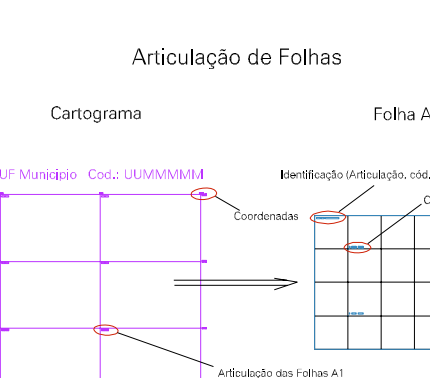 Articulação de Folhas
Cartograma
Folha A
UF Municipio Cod.: UUMMMMM
Identificação (Articulação, cód.
C
Coordenadas
Articulação das Folhas A1